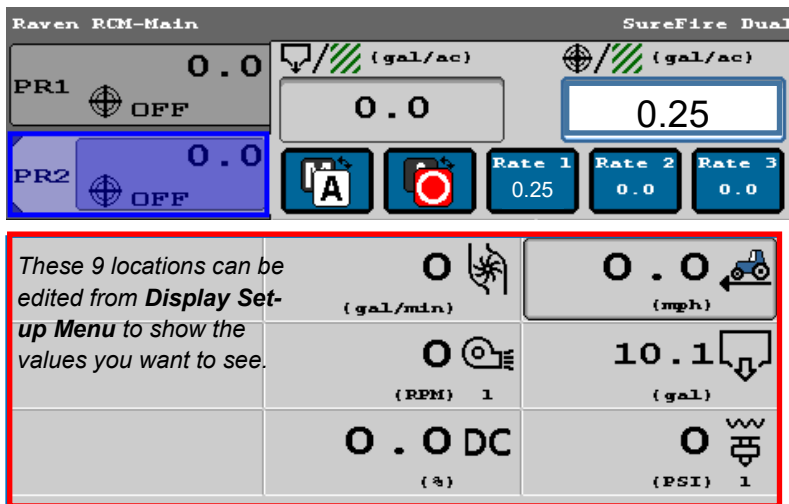 Raven RCM-Main SureFire Dual
PR1 0.0
OFF
(gal/ac) (gal/ac)
0.0 0.25
PR2 0.0
OFF
M A A Rate 1 0.25 Rate 2 0.0 Rate 3 0.0
These 9 locations can be
edited from Display Set-
up Menu to show the
values you want to see.
0 0.0
(gal/min) (mph)
0 10.1
(RPM) 1 (gal)
0.0 DC 0
(%) (PSI) 1